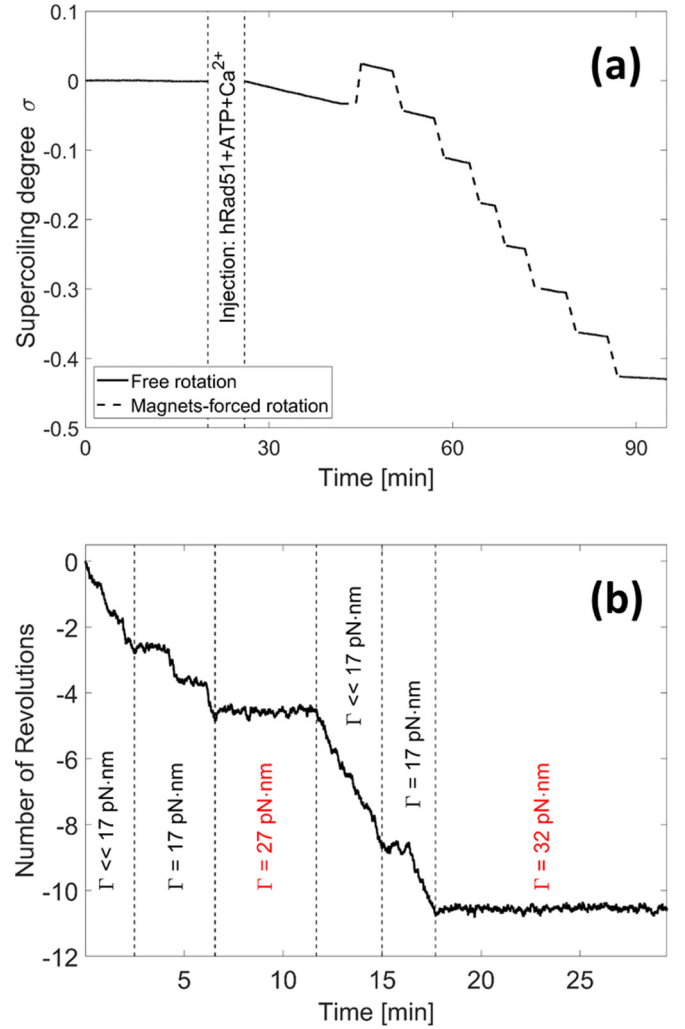 (a)
Supercoiling degree σ
0.1
0
-0.1
-0.2
-0.3
-0.4
-0.5
Injection: hRad51+ATP+Ca²⁺
Free rotation
Magnets-forced rotation
0
30
60
90
Time [min]
(b)
Number of Revolutions
0
-2
-4
-6
-8
-10
-12
Γ << 17 pN·nm
Γ = 17 pN·nm
Γ = 27 pN·nm
Γ << 17 pN·nm
Γ = 17 pN·nm
Γ = 32 pN·nm
5
10
15
20
25
Time [min]